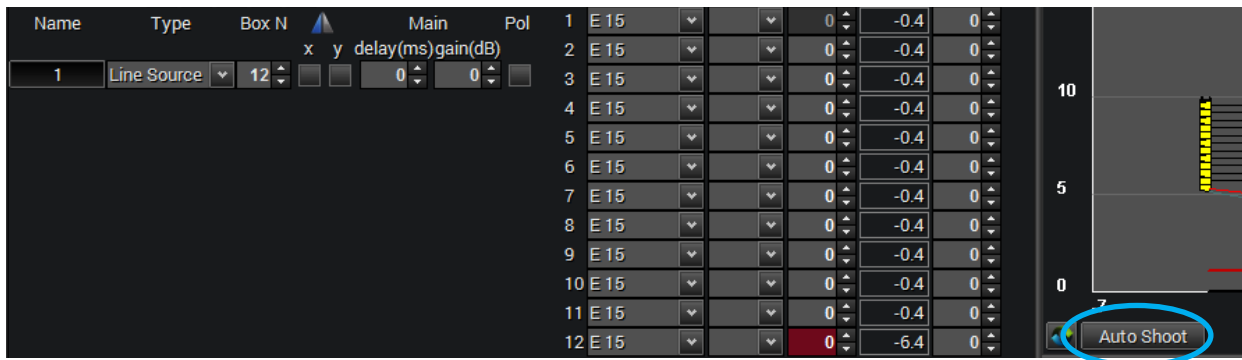 Name Type Box N Main Pol
x y delay(ms) gain(dB)
1 Line Source 12 0 0
1 E 15 0 -0.4 0
2 E 15 0 -0.4 0
3 E 15 0 -0.4 0
4 E 15 0 -0.4 0
5 E 15 0 -0.4 0
6 E 15 0 -0.4 0
7 E 15 0 -0.4 0
8 E 15 0 -0.4 0
9 E 15 0 -0.4 0
10 E 15 0 -0.4 0
11 E 15 0 -0.4 0
12 E 15 0 -6.4 0
10
5
0
-7
Auto Shoot